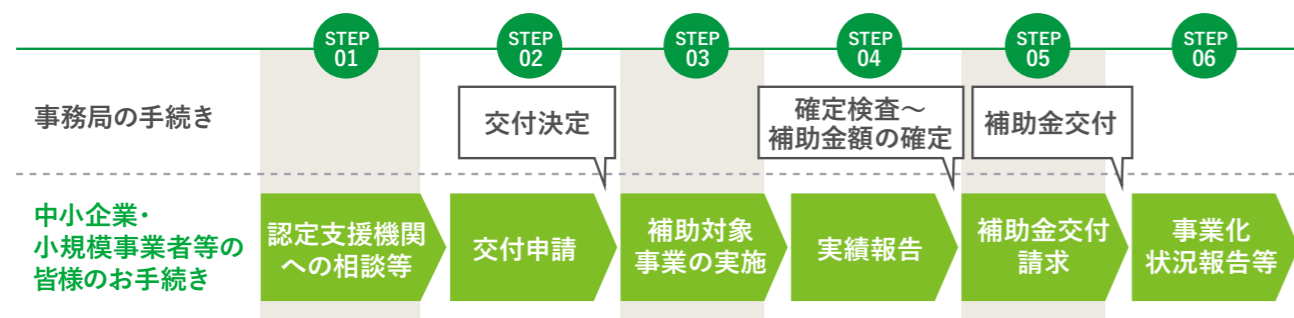 STEP
01
STEP
02
STEP
03
STEP
04
STEP
05
STEP
06
事務局の手続き
交付決定
確定検査～
補助金額の確定
補助金交付
中小企業・
小規模事業者等の
皆様のお手続き
認定支援機関
への相談等
交付申請
補助対象
事業の実施
実績報告
補助金交付
請求
事業化
状況報告等